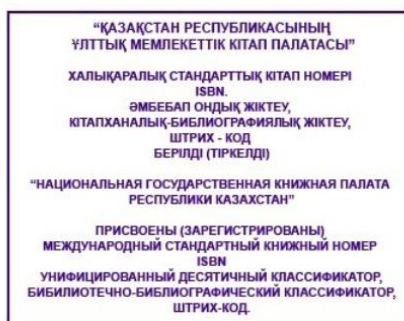 “ҚАЗАҚСТАН РЕСПУБЛИКАСЫНЫҢ
ҰЛТТЫҚ МЕМЛЕКЕТТІК КІТАП ПАЛАТАСЫ”
ХАЛЫҚАРАЛЫҚ СТАНДАРТТЫҚ КІТАП НОМЕРІ
ISBN.
ӘМБЕБАП ОНДЫҚ ЖІКТЕУ,
КІТАПХАНАЛЫҚ-БИБЛИОГРАФИЯЛЫҚ ЖІКТЕУ,
ШТРИХ - КОД
БЕРІЛДІ (ТІРКЕЛДІ)
“НАЦИОНАЛЬНАЯ ГОСУДАРСТВЕННАЯ КНИЖНАЯ ПАЛАТА
РЕСПУБЛИКИ КАЗАХСТАН”
ПРИСВОЕНЫ (ЗАРЕГИСТРИРОВАНЫ)
МЕЖДУНАРОДНЫЙ СТАНДАРТНЫЙ КНИЖНЫЙ НОМЕР
ISBN
УНИФИЦИРОВАННЫЙ ДЕСЯТИЧНЫЙ КЛАССИФИКАТОР,
БИБИЛИОТЕЧНО-БИБЛИОГРАФИЧЕСКИЙ КЛАССИФИКАТОР,
ШТРИХ-КОД.